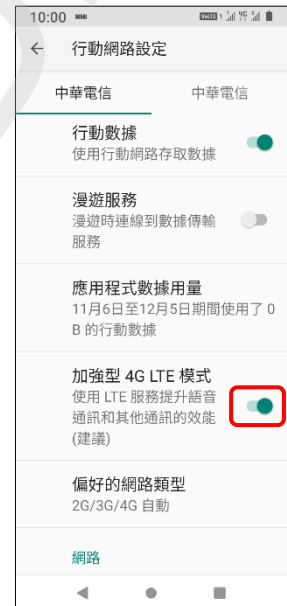 10:00
VoLTE 1 4G
行動網路設定
中華電信 中華電信
行動數據
使用行動網路存取數據
漫遊服務
漫遊時連線到數據傳輸
服務
應用程式數據用量
11月6日至12月5日期間使用了 0
B 的行動數據
加強型 4G LTE 模式
使用 LTE 服務提升語音
通訊和其他通訊的效能
(建議)
偏好的網路類型
2G/3G/4G 自動
網路